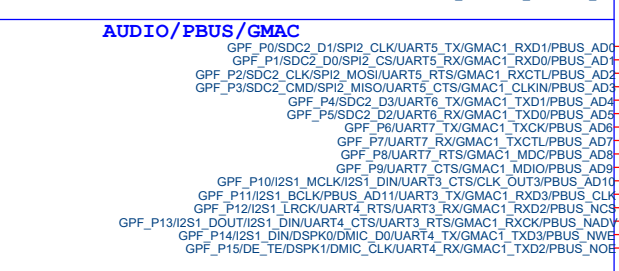 AUDIO/PBUS/GMAC
GPF_P0/SDC2_D1/SPI2_CLK/UART5_TX/GMAC1_RXD1/PBUS_AD0
GPF_P1/SDC2_D0/SPI2_CS/UART5_RX/GMAC1_RXD0/PBUS_AD1
GPF_P2/SDC2_CLK/SPI2_MOSI/UART5_RTS/GMAC1_RXCTL/PBUS_AD2
GPF_P3/SDC2_CMD/SPI2_MISO/UART5_CTS/GMAC1_CLKIN/PBUS_AD3
GPF_P4/SDC2_D3/UART6_TX/GMAC1_TXD1/PBUS_AD4
GPF_P5/SDC2_D2/UART6_RX/GMAC1_TXD0/PBUS_AD5
GPF_P6/UART7_TX/GMAC1_TXCK/PBUS_AD6
GPF_P7/UART7_RX/GMAC1_TXCTL/PBUS_AD7
GPF_P8/UART7_RTS/GMAC1_MDC/PBUS_AD8
GPF_P9/UART7_CTS/GMAC1_MDIO/PBUS_AD9
GPF_P10/I2S1_MCLK/I2S1_DIN/UART3_CTS/CLK_OUT3/PBUS_AD10
GPF_P11/I2S1_BCLK/PBUS_AD11/UART3_TX/GMAC1_RXD3/PBUS_CLK
GPF_P12/I2S1_LRCK/UART4_RTS/UART3_RX/GMAC1_RXD2/PBUS_NCS
GPF_P13/I2S1_DOUT/I2S1_DIN/UART4_CTS/UART3_RTS/GMAC1_RXCK/PBUS_NADV
GPF_P14/I2S1_DIN/DSPK0/DMIC_D0/UART4_TX/GMAC1_TXD3/PBUS_NWE
GPF_P15/DE_TE/DSPK1/DMIC_CLK/UART4_RX/GMAC1_TXD2/PBUS_NOE